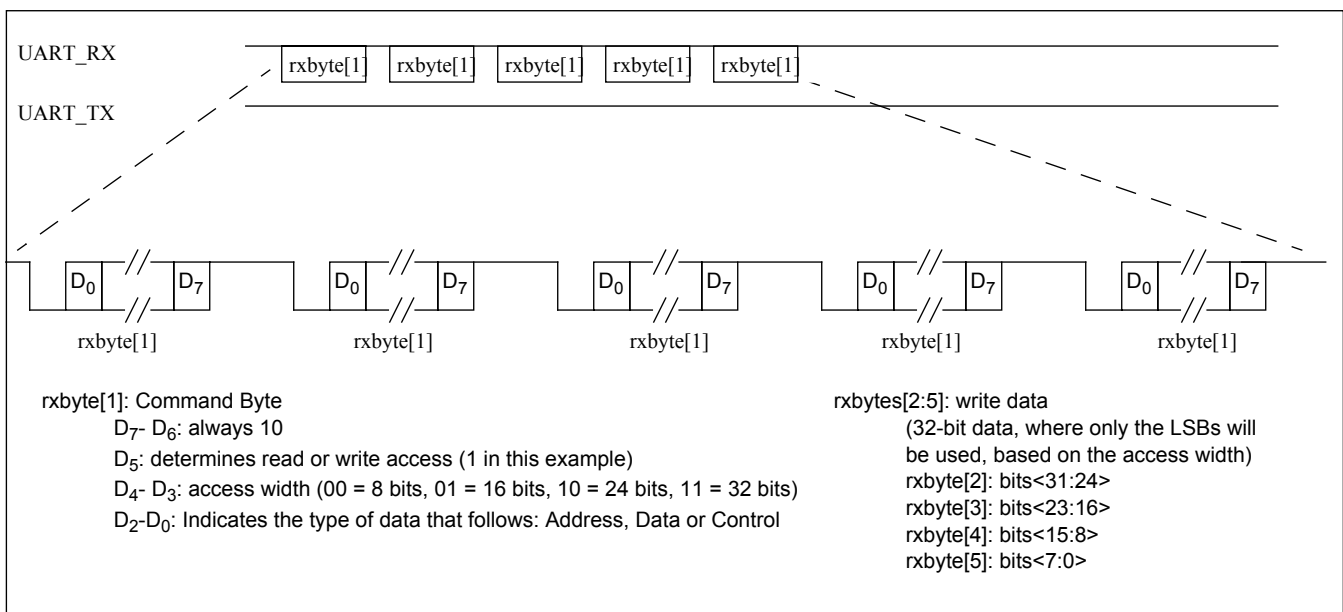 UART_RX
rxbyte[1] rxbyte[1] rxbyte[1] rxbyte[1] rxbyte[1]
UART_TX
D0 D7 D0 D7 D0 D7 D0 D7 D0 D7
rxbyte[1] rxbyte[1] rxbyte[1] rxbyte[1] rxbyte[1]
rxbyte[1]: Command Byte
D7- D6: always 10
D5: determines read or write access (1 in this example)
D4- D3: access width (00 = 8 bits, 01 = 16 bits, 10 = 24 bits, 11 = 32 bits)
D2-D0: Indicates the type of data that follows: Address, Data or Control
rxbytes[2:5]: write data
(32-bit data, where only the LSBs will
be used, based on the access width)
rxbyte[2]: bits<31:24>
rxbyte[3]: bits<23:16>
rxbyte[4]: bits<15:8>
rxbyte[5]: bits<7:0>